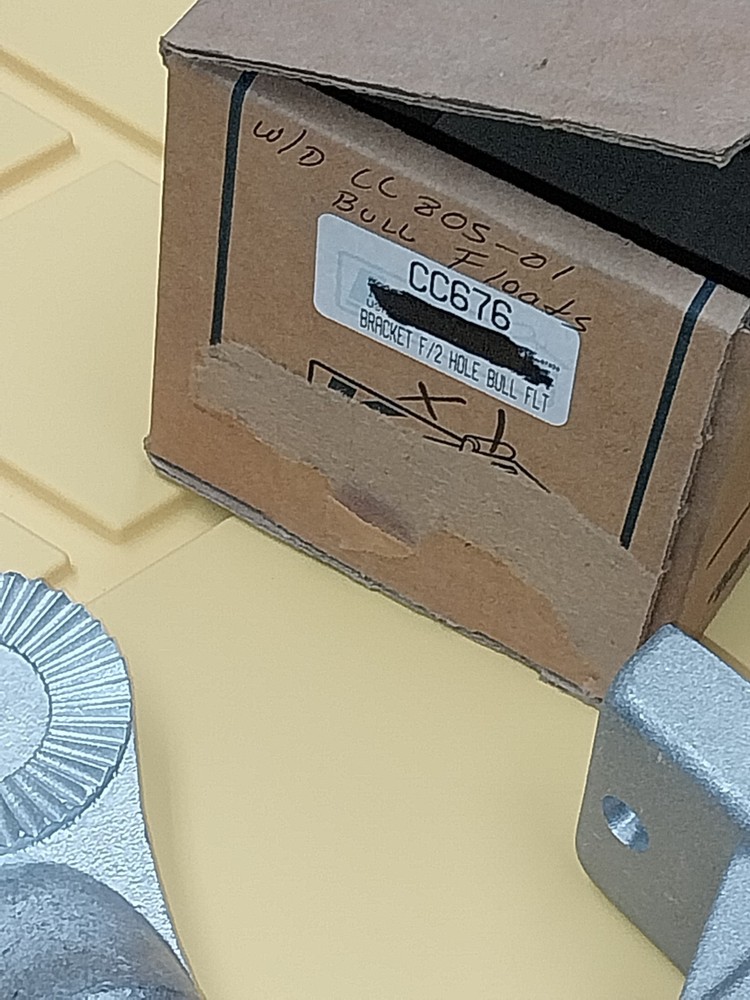 W/D CC 805-01
BULL Floats
CC676
BRACKET F/2 HOLE BULL FLT